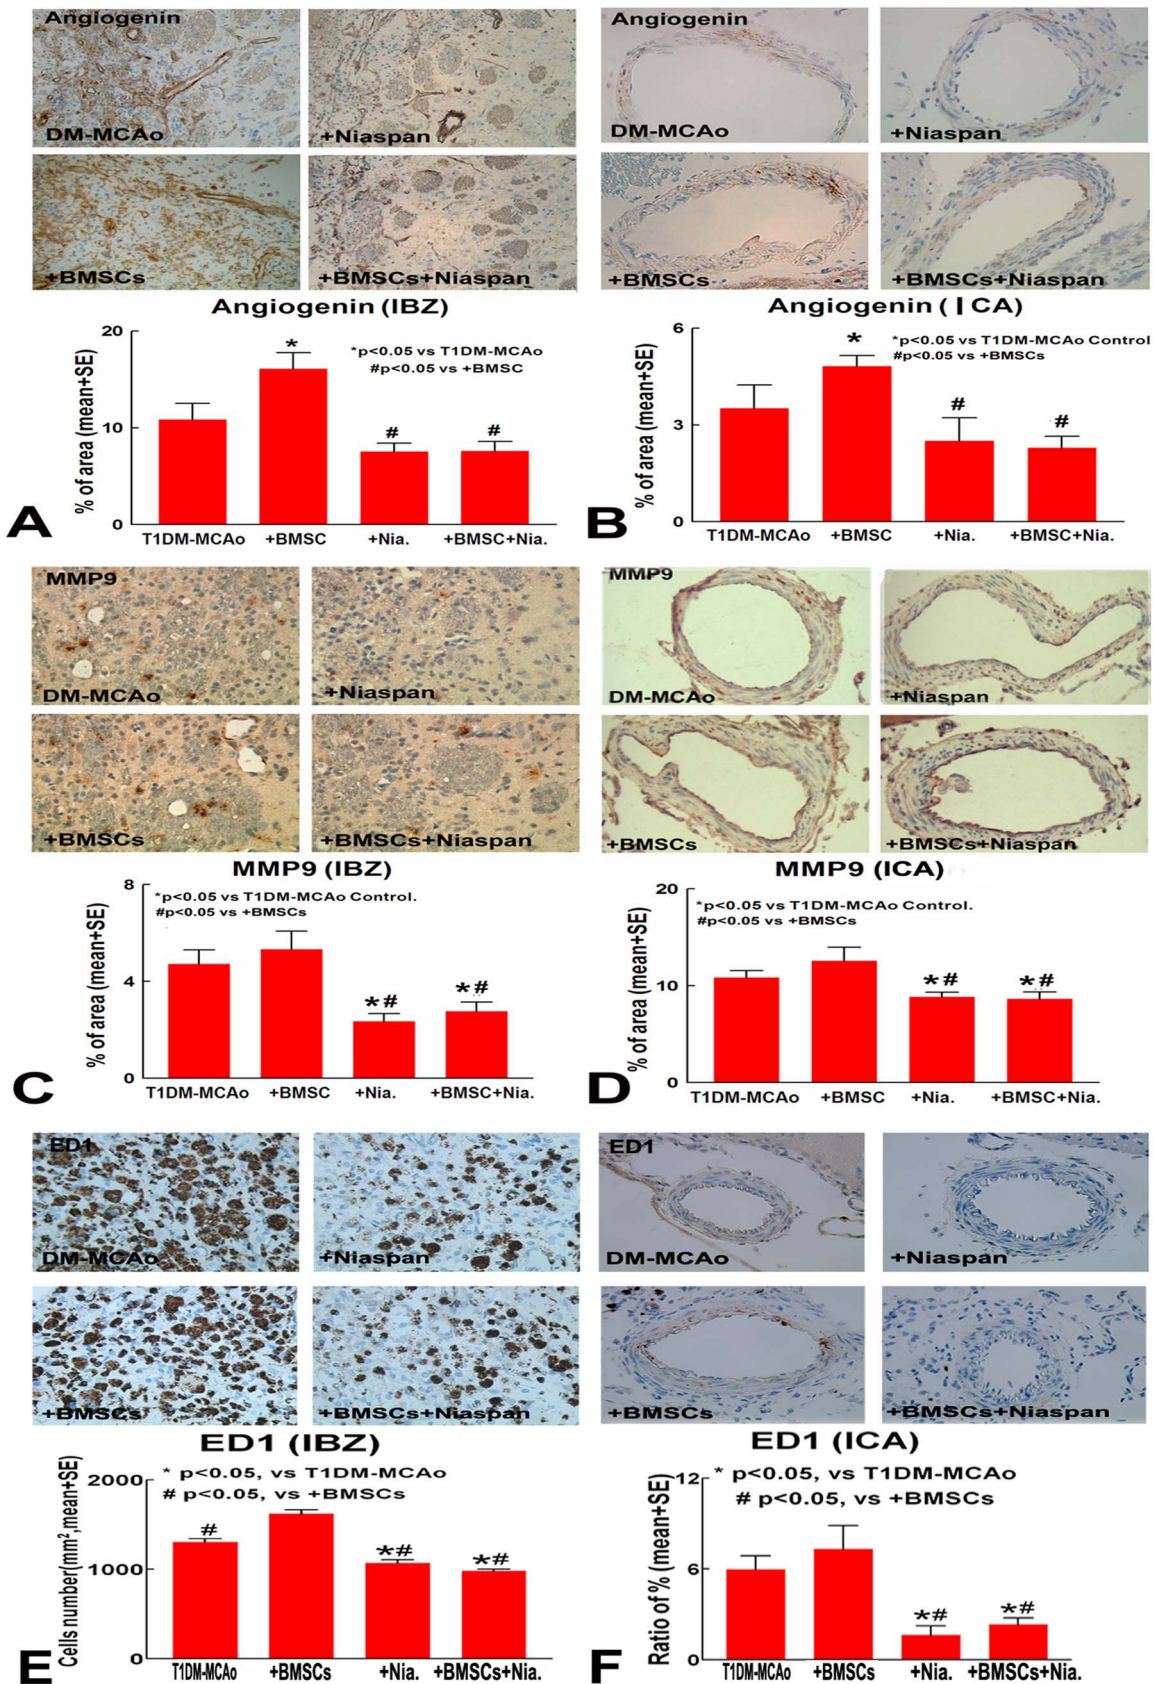 Angiogenin
DM-MCAo
+Niaspan
+BMSCs
+BMSCs+Niaspan
Angiogenin (IBZ)
20
10
0
% of area (mean+SE)
*p<0.05 vs T1DM-MCAo
#p<0.05 vs +BMSC
*
#
#
T1DM-MCAo
+BMSC
+Nia.
+BMSC+Nia.
A
Angiogenin
DM-MCAo
+Niaspan
+BMSCs
+BMSCs+Niaspan
Angiogenin ( I CA)
6
3
0
% of area (mean+SE)
*p<0.05 vs T1DM-MCAo Control
#p<0.05 vs +BMSCs
*
#
#
T1DM-MCAo
+BMSC
+Nia.
+BMSC+Nia.
B
MMP9
DM-MCAo
+Niaspan
+BMSCs
+BMSCs+Niaspan
MMP9 (IBZ)
8
4
0
% of area (mean+SE)
*p<0.05 vs T1DM-MCAo Control.
#p<0.05 vs +BMSCs
*#
*#
T1DM-MCAo
+BMSC
+Nia.
+BMSC+Nia.
C
MMP9
DM-MCAo
+Niaspan
+BMSCs
+BMSCs+Niaspan
MMP9 (ICA)
20
10
0
% of area (mean+SE)
*p<0.05 vs T1DM-MCAo Control.
#p<0.05 vs +BMSCs
*#
*#
T1DM-MCAo
+BMSC
+Nia.
+BMSC+Nia.
D
ED1
DM-MCAo
+Niaspan
+BMSCs
+BMSCs+Niaspan
ED1 (IBZ)
2000
1000
0
Cells number(mm²,mean+SE)
* p<0.05, vs T1DM-MCAo
# p<0.05, vs +BMSCs
#
*#
*#
T1DM-MCAo
+BMSCs
+Nia.
+BMSCs+Nia.
E
ED1
DM-MCAo
+Niaspan
+BMSCs
+BMSCs+Niaspan
ED1 (ICA)
12
6
0
Ratio of % (mean+SE)
* p<0.05, vs T1DM-MCAo
# p<0.05, vs +BMSCs
*#
*#
T1DM-MCAo
+BMSCs
+Nia.
+BMSCs+Nia.
F